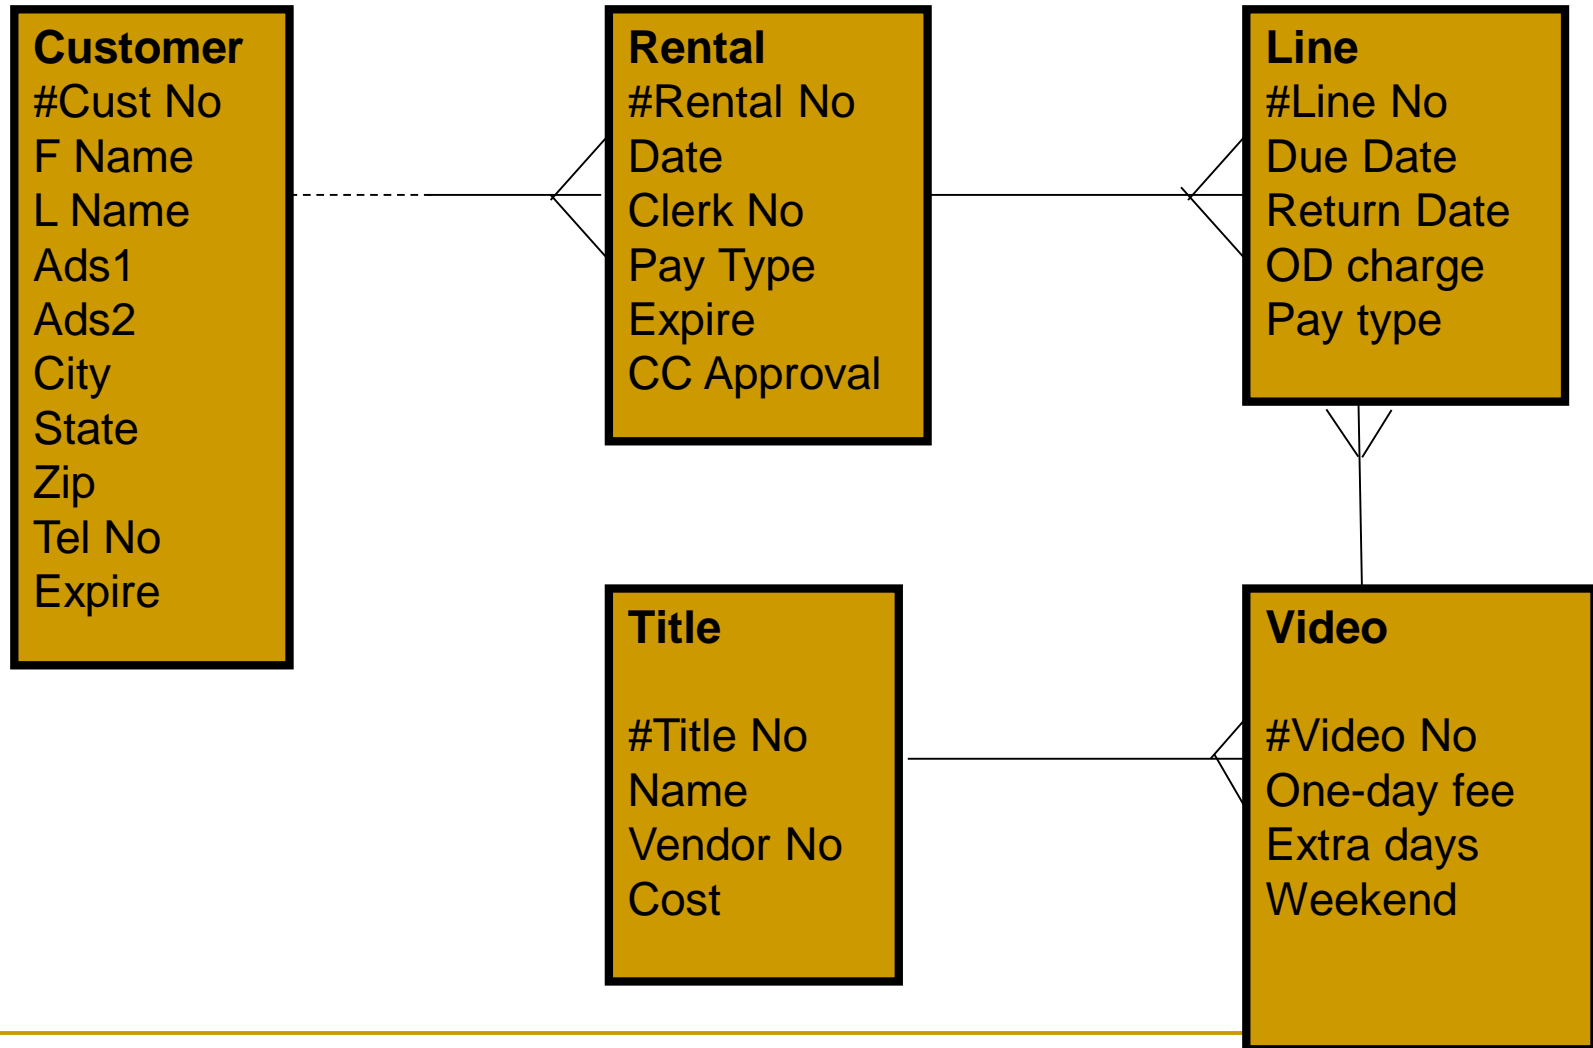 Customer
#Cust No
F Name
L Name
Ads1
Ads2
City
State
Zip
Tel No
Expire
Rental
#Rental No
Date
Clerk No
Pay Type
Expire
CC Approval
Line
#Line No
Due Date
Return Date
OD charge
Pay type
Title
#Title No
Name
Vendor No
Cost
Video
#Video No
One-day fee
Extra days
Weekend